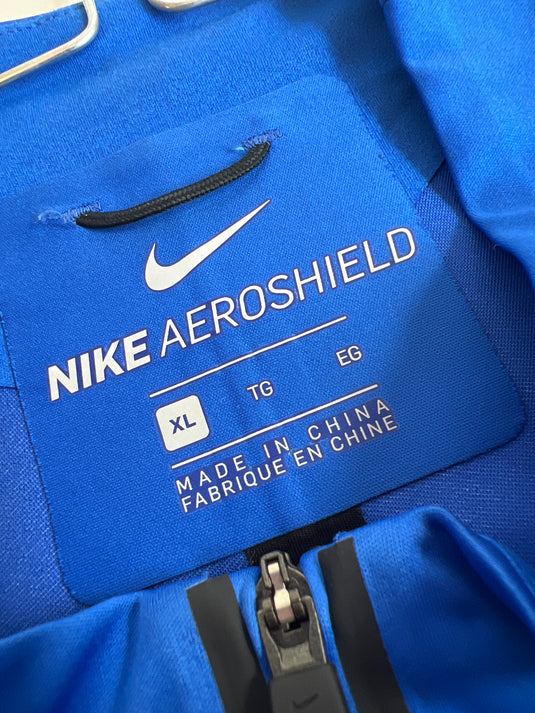 NIKE AEROSHIELD
XL TG EG
MADE IN CHINA
FABRIQUE EN CHINE